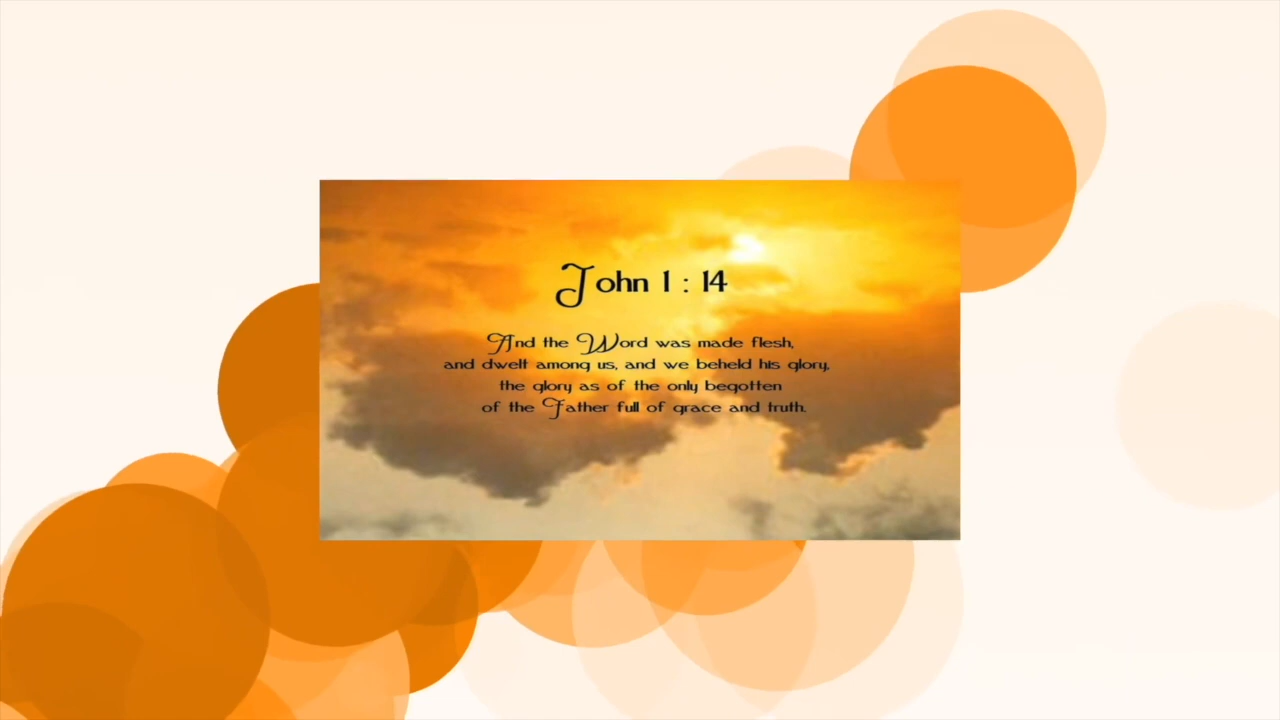 John 1 : 14
And the Word was made flesh,
and dwelt among us, and we beheld his glory,
the glory as of the only begotten
of the Father full of grace and truth.